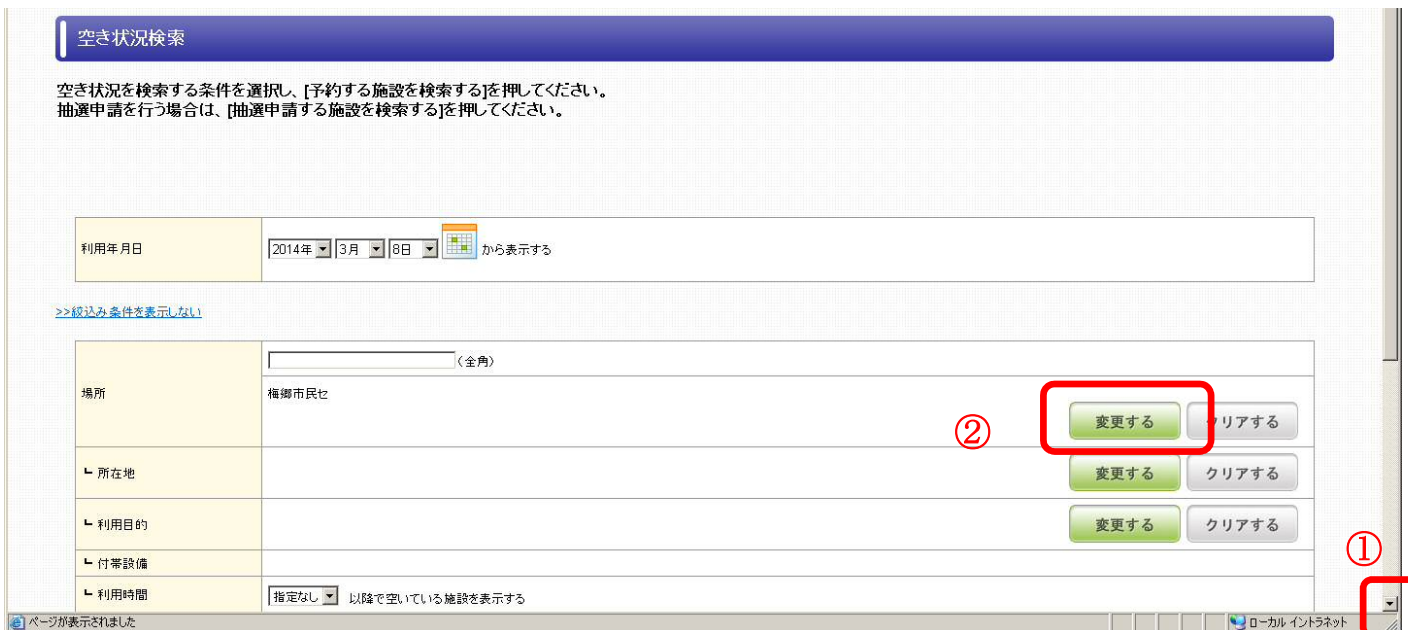 空き状況検索
空き状況を検索する条件を選択し、[予約する施設を検索する]を押してください。
抽選申請を行う場合は、[抽選申請する施設を検索する]を押してください。
利用年月日 2014年 3月 8日 から表示する
>>絞込み条件を表示しない
(全角)
場所 梅郷市民セ
② 変更する クリアする
┗ 所在地 変更する クリアする
┗ 利用目的 変更する クリアする
┗ 付帯設備
①
┗ 利用時間 指定なし 以降で空いている施設を表示する
ページが表示されました ローカル イントラネット